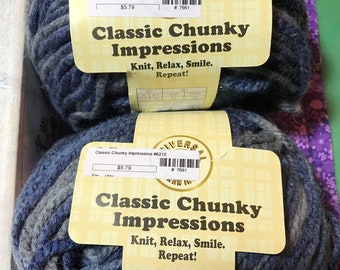 $5.79
# 7661
Classic Chunky
Impressions
Knit, Relax, Smile.
Repeat!
Classic Chunky Impressions #6212
$5.79
# 7661
UNIVERSAL
Classic Chunky
Impressions
Knit, Relax, Smile.
Repeat!